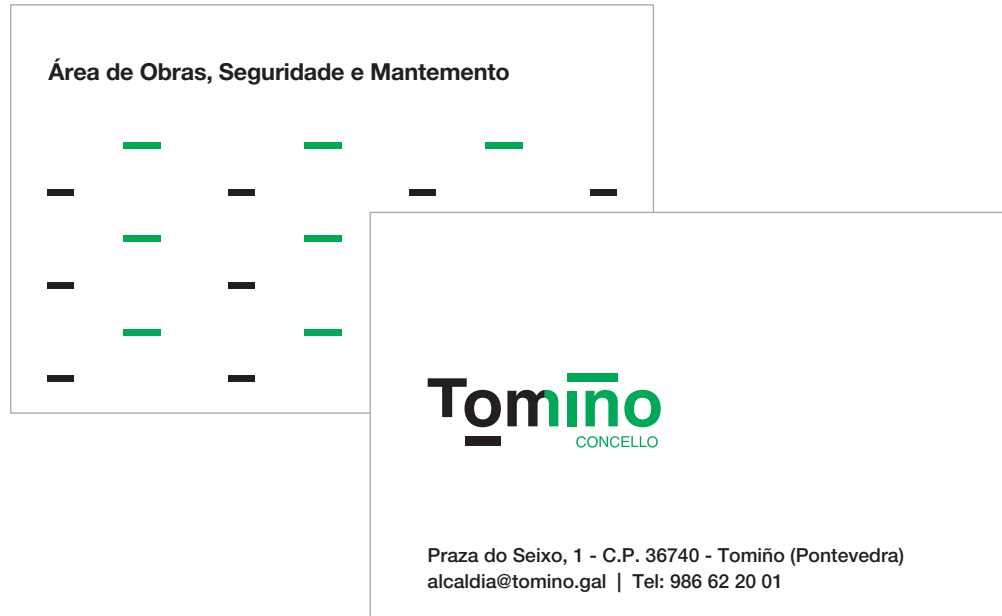 Área de Obras, Seguridade e Mantemento
Tomiño
CONCELLO
Praza do Seixo, 1 - C.P. 36740 - Tomiño (Pontevedra)
alcaldia@tomino.gal | Tel: 986 62 20 01